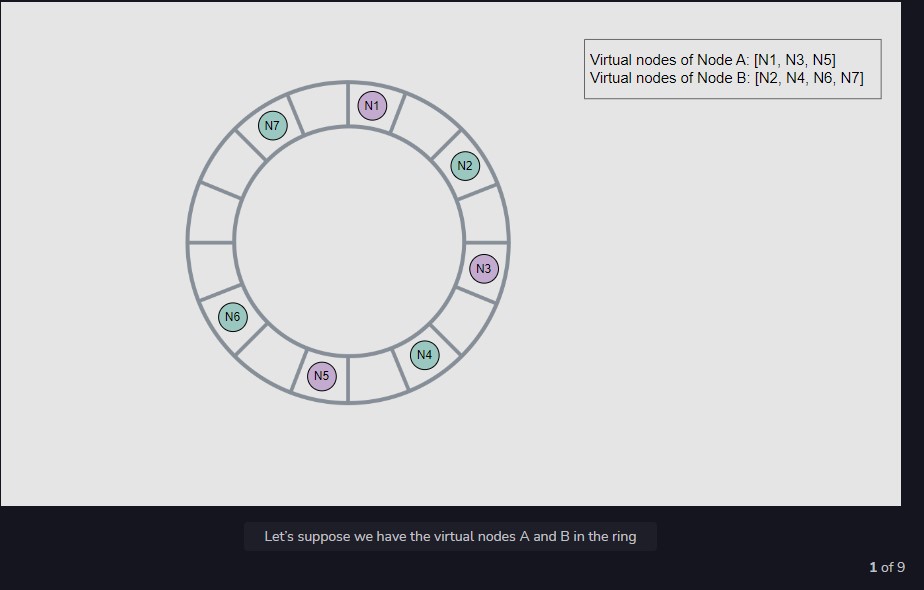 Virtual nodes of Node A: [N1, N3, N5]
Virtual nodes of Node B: [N2, N4, N6, N7]
N1
N7
N2
N3
N6
N4
N5
Let's suppose we have the virtual nodes A and B in the ring
1 of 9